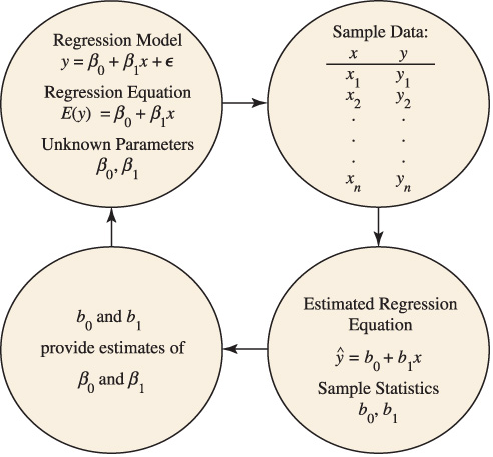 Regression Model
y = β₀ + β₁x + ϵ
Regression Equation
E(y) = β₀ + β₁x
Unknown Parameters
β₀, β₁
Sample Data:
x y
x₁ y₁
x₂ y₂
. .
. .
. .
xₙ yₙ
Estimated Regression
Equation
ŷ = b₀ + b₁x
Sample Statistics
b₀, b₁
b₀ and b₁
provide estimates of
β₀ and β₁